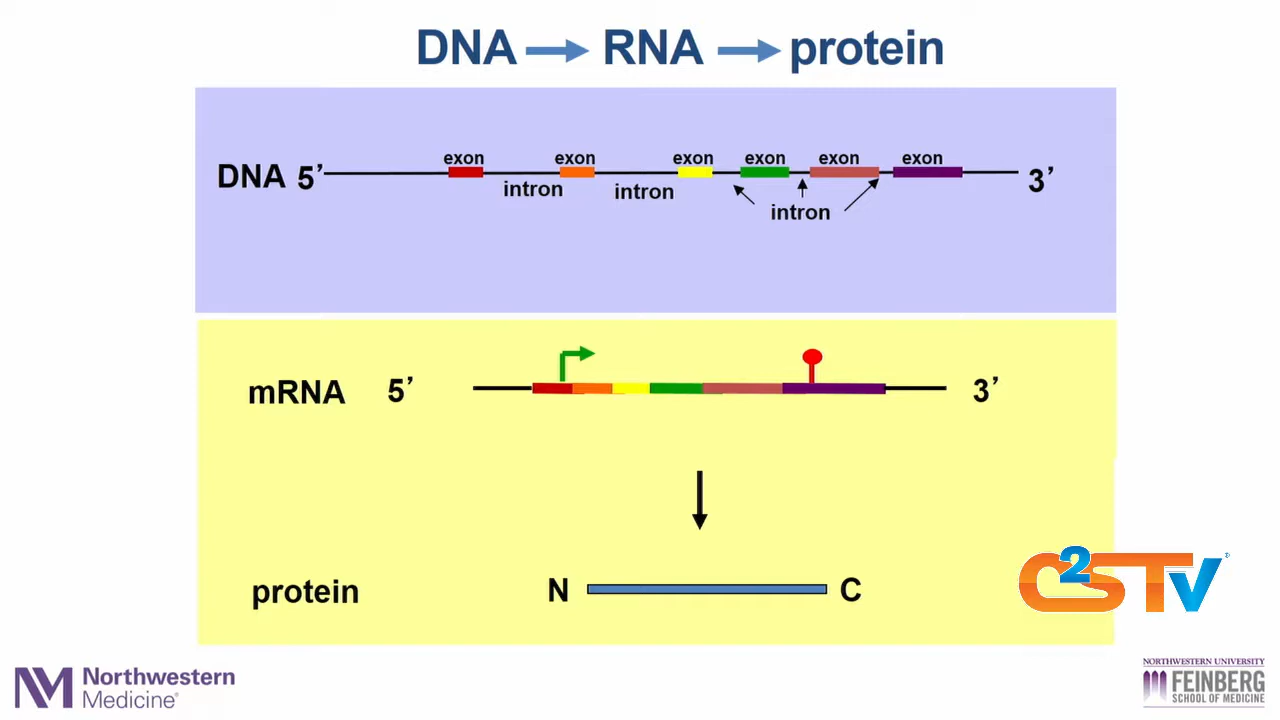 DNA → RNA → protein
exon exon exon exon exon exon
DNA 5’ 3’
intron intron
intron
mRNA 5’ 3’
protein N C
C2STV®
Northwestern
Medicine®
NORTHWESTERN UNIVERSITY
FEINBERG
SCHOOL OF MEDICINE